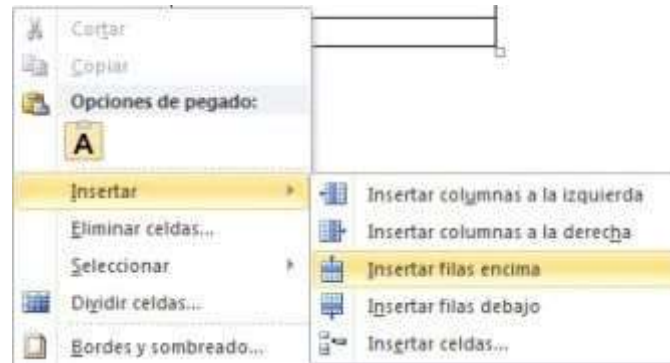 Cortar
Copiar
Opciones de pegado:
A
Insertar
Eliminar celdas...
Seleccionar
Dividir celdas...
Bordes y sombreado...
Insertar columnas a la izquierda
Insertar columnas a la derecha
Insertar filas encima
Insertar filas debajo
Insertar celdas...